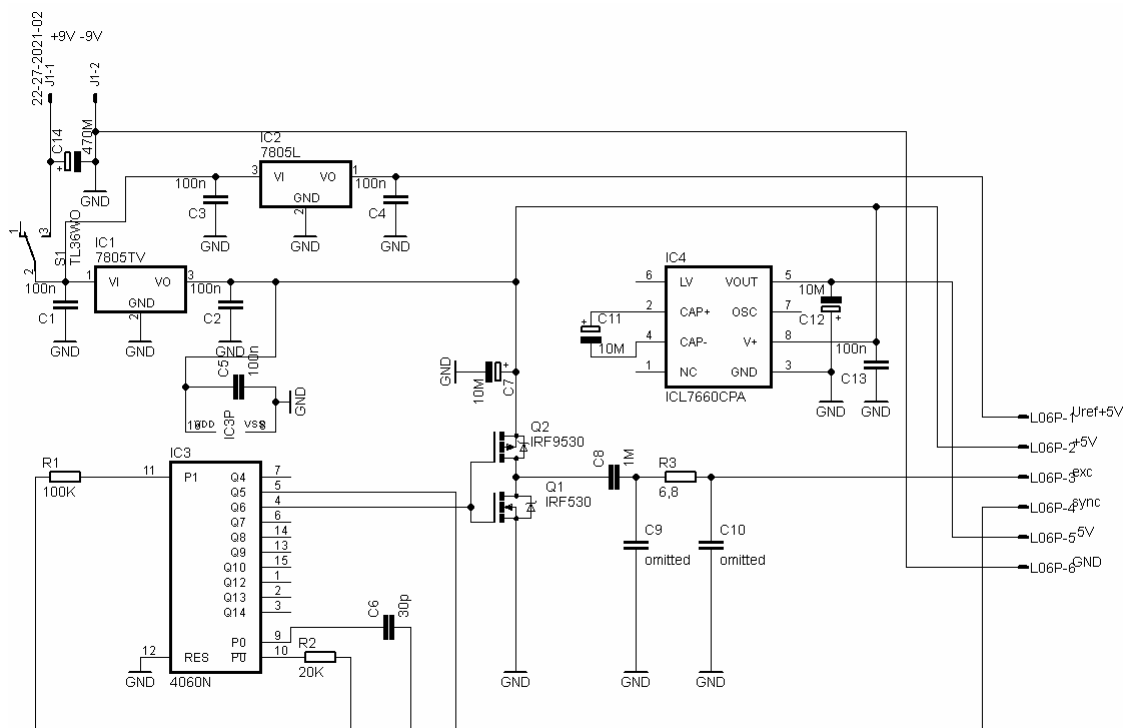 22-27-2021-02
+9V -9V
J1-1
J1-2
C14
470M
+
GND
1
3
2
S1
TL36WO
IC2
7805L
3
VI
VO
1
GND
2
100n
C3
GND
GND
100n
C4
GND
IC1
7805TV
1
VI
VO
3
GND
2
100n
C1
GND
GND
100n
C2
GND
C5
100n
GND
IC3P
VSS
IC4
6
LV
VOUT
5
2
CAP+
OSC
7
4
CAP-
V+
8
1
NC
GND
3
ICL7660CPA
C11
+
10M
10M
C12
+
GND
100n
C13
GND
GND
10M
C7
+
Q2
IRF9530
Q1
IRF530
GND
C8
1M
R3
6,8
C9
omitted
GND
C10
omitted
GND
R1
100K
IC3
11
P1
Q4
7
Q5
5
Q6
4
Q7
6
Q8
14
Q9
13
Q10
15
Q12
1
Q13
2
Q14
3
P0
9
12
RES
P0
10
4060N
GND
C6
30p
R2
20K
L06P-1
Uref+5V
L06P-2
+5V
L06P-3
exc
L06P-4
sync
L06P-5
L06P-6
GND